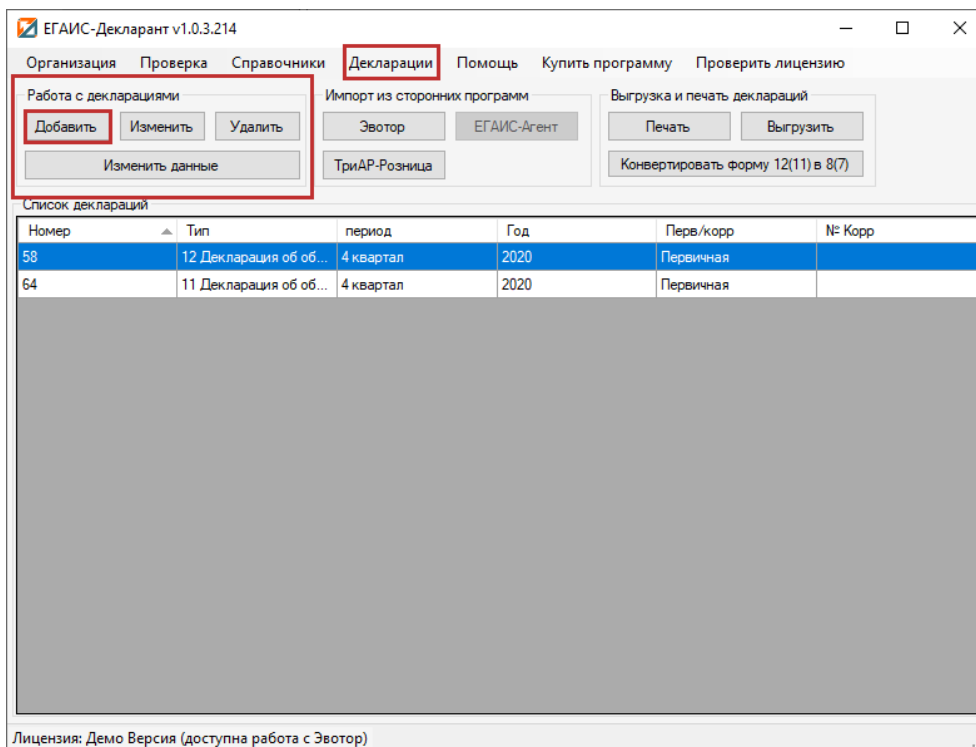 ЕГАИС-Декларант v1.0.3.214
Организация Проверка Справочники Декларации Помощь Купить программу Проверить лицензию
Работа с декларациями Импорт из сторонних программ Выгрузка и печать деклараций
Добавить Изменить Удалить Эвотор ЕГАИС-Агент Печать Выгрузить
Изменить данные ТриАР-Розница Конвертировать форму 12(11) в 8(7)
Список деклараций
Номер Тип период Год Перв/корр № Корр
58 12 Декларация об об... 4 квартал 2020 Первичная
64 11 Декларация об об... 4 квартал 2020 Первичная
Лицензия: Демо Версия (доступна работа с Эвотор)